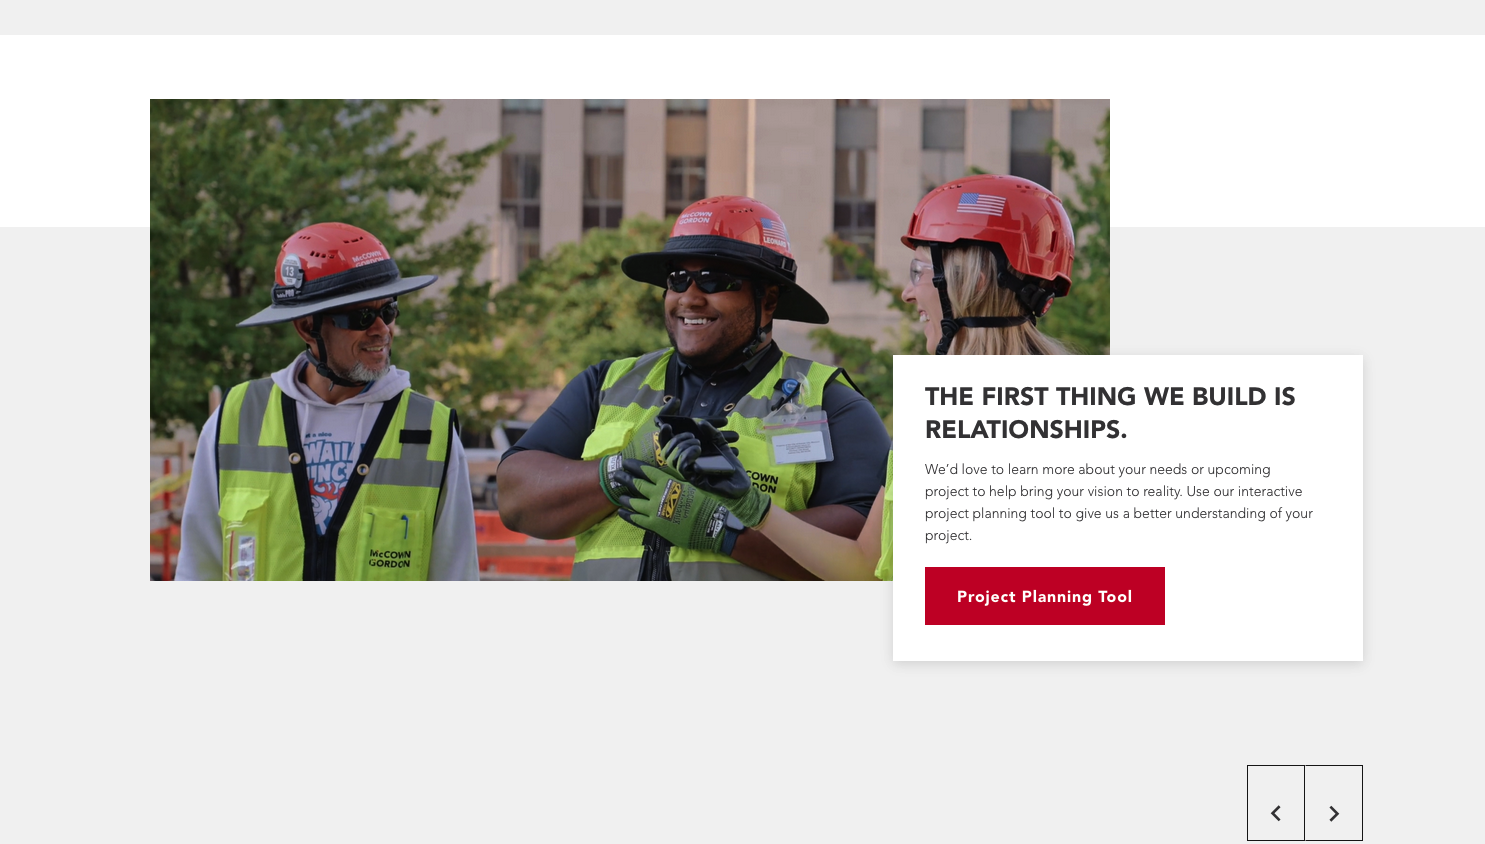 McCOWN
GORDON
LEONARD
McCOWN
GORDON
13
McCOWN
GORDON
THE FIRST THING WE BUILD IS
RELATIONSHIPS.
We’d love to learn more about your needs or upcoming
project to help bring your vision to reality. Use our interactive
project planning tool to give us a better understanding of your
project.
Project Planning Tool